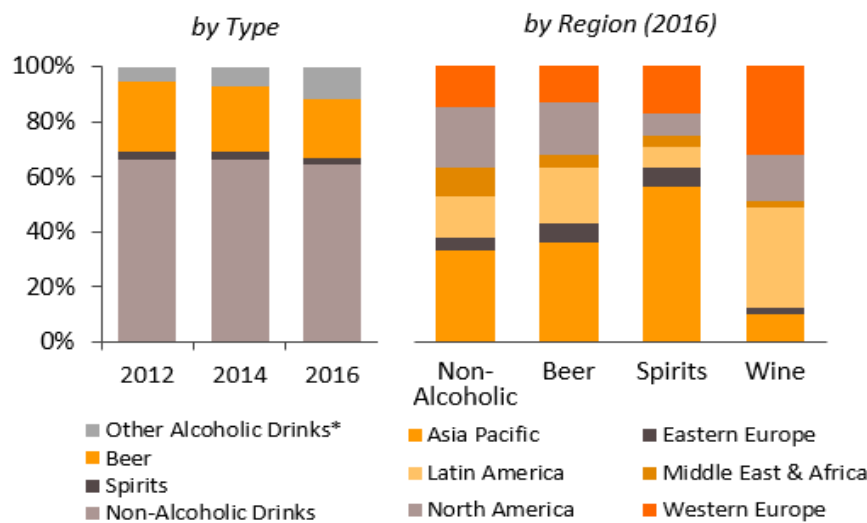 by Type
by Region (2016)
100%
80%
60%
40%
20%
0%
2012 2014 2016
Non-
Alcoholic
Beer
Spirits
Wine
Other Alcoholic Drinks*
Beer
Spirits
Non-Alcoholic Drinks
Asia Pacific
Eastern Europe
Latin America
Middle East & Africa
North America
Western Europe